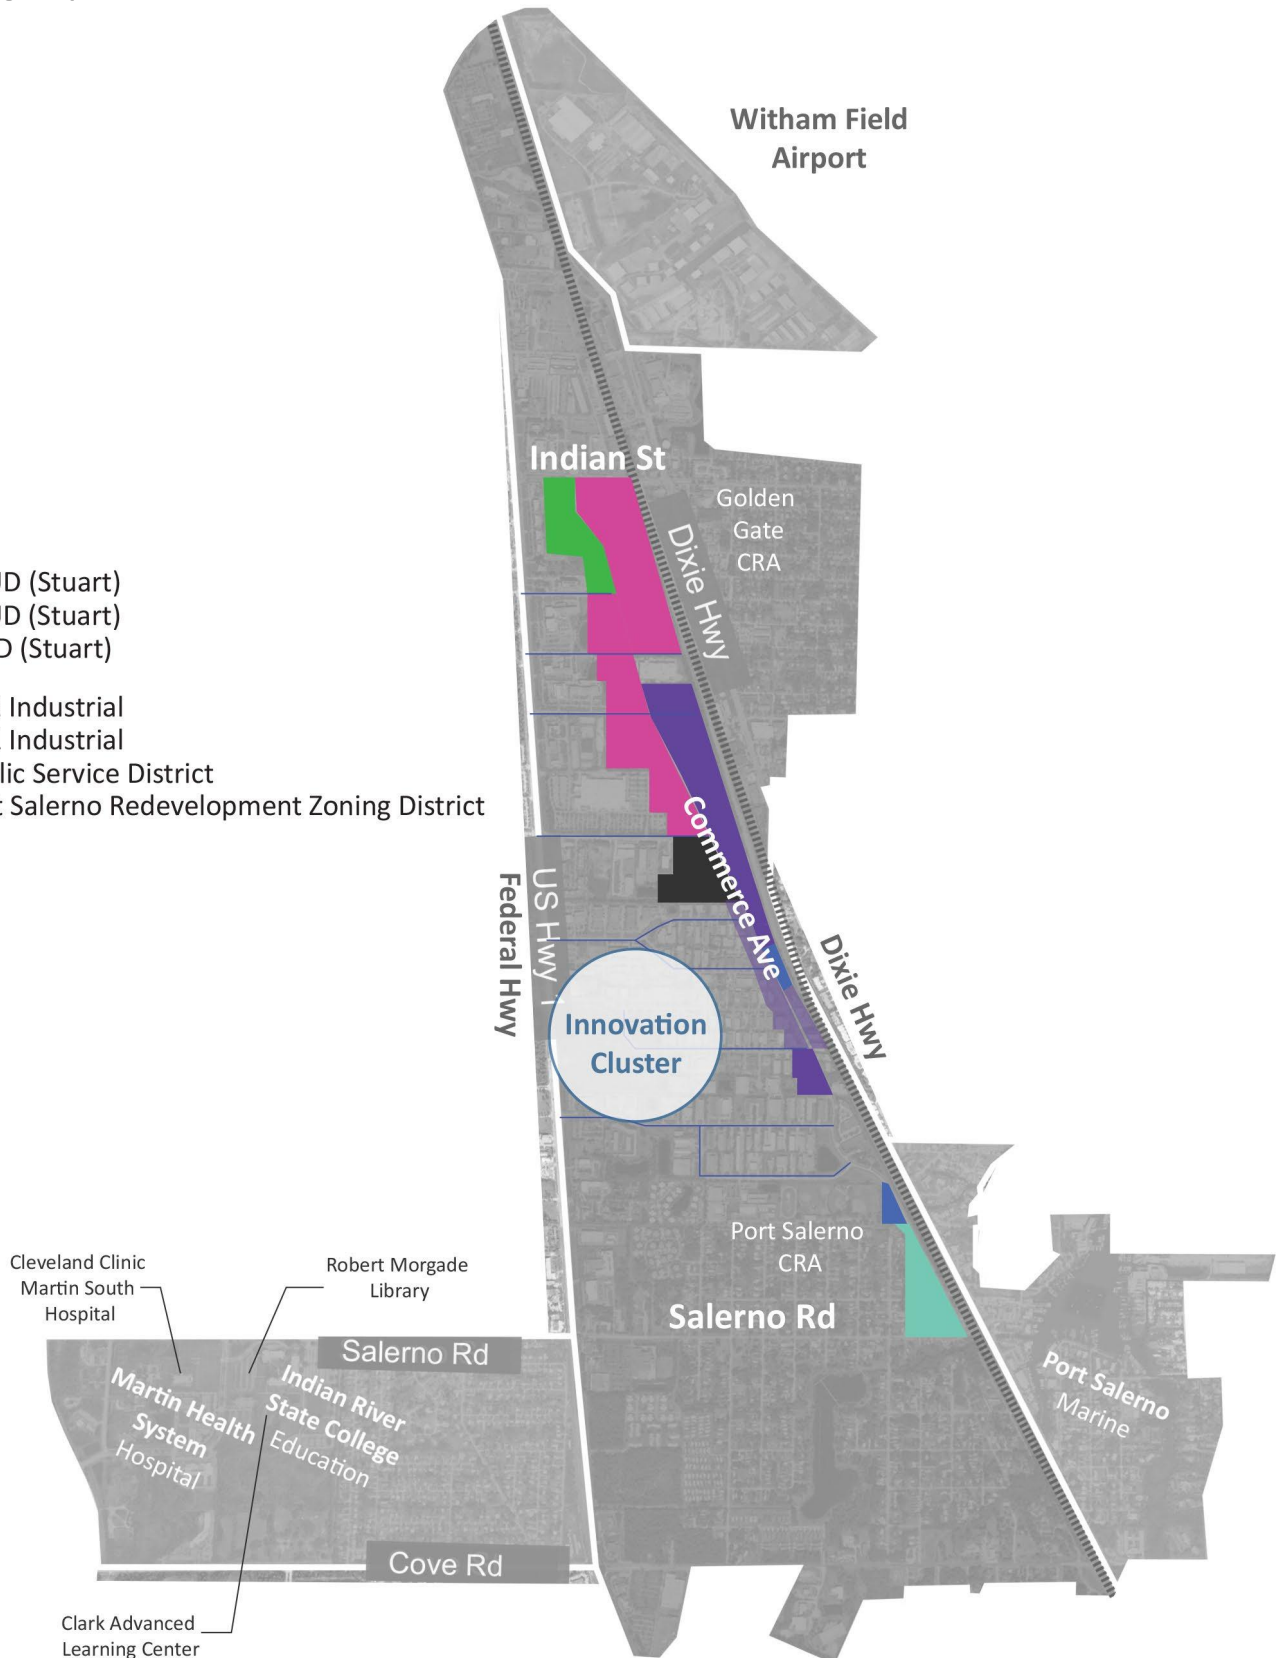 Witham Field
Airport
Indian St
Golden
Gate
CRA
Dixie Hwy
UD (Stuart)
UD (Stuart)
D (Stuart)
Industrial
Industrial
lic Service District
t Salerno Redevelopment Zoning District
Commerce Ave
US Hwy 1
Federal Hwy
Dixie Hwy
Innovation
Cluster
Port Salerno
CRA
Salerno Rd
Cleveland Clinic
Martin South
Hospital
Robert Morgade
Library
Salerno Rd
Martin Health
System
Hospital
Indian River
State College
Education
Port Salerno
Marine
Cove Rd
Clark Advanced
Learning Center